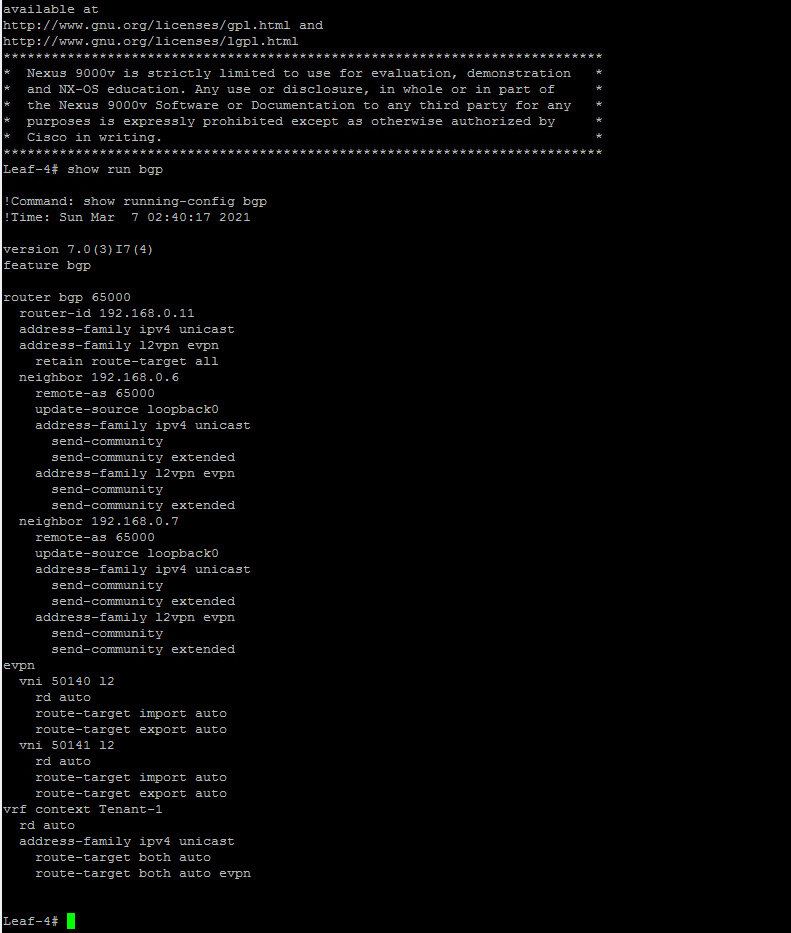 available at
http://www.gnu.org/licenses/gpl.html and
http://www.gnu.org/licenses/lgpl.html
***************************************************************************
*  Nexus 9000v is strictly limited to use for evaluation, demonstration   *
*  and NX-OS education. Any use or disclosure, in whole or in part of     *
*  the Nexus 9000v Software or Documentation to any third party for any   *
*  purposes is expressly prohibited except as otherwise authorized by     *
*  Cisco in writing.                                                      *
***************************************************************************
Leaf-4# show run bgp

!Command: show running-config bgp
!Time: Sun Mar  7 02:40:17 2021

version 7.0(3)I7(4)
feature bgp

router bgp 65000
  router-id 192.168.0.11
  address-family ipv4 unicast
  address-family l2vpn evpn
    retain route-target all
  neighbor 192.168.0.6
    remote-as 65000
    update-source loopback0
    address-family ipv4 unicast
      send-community
      send-community extended
    address-family l2vpn evpn
      send-community
      send-community extended
  neighbor 192.168.0.7
    remote-as 65000
    update-source loopback0
    address-family ipv4 unicast
      send-community
      send-community extended
    address-family l2vpn evpn
      send-community
      send-community extended
evpn
  vni 50140 l2
    rd auto
    route-target import auto
    route-target export auto
  vni 50141 l2
    rd auto
    route-target import auto
    route-target export auto
vrf context Tenant-1
  rd auto
  address-family ipv4 unicast
    route-target both auto
    route-target both auto evpn

Leaf-4#